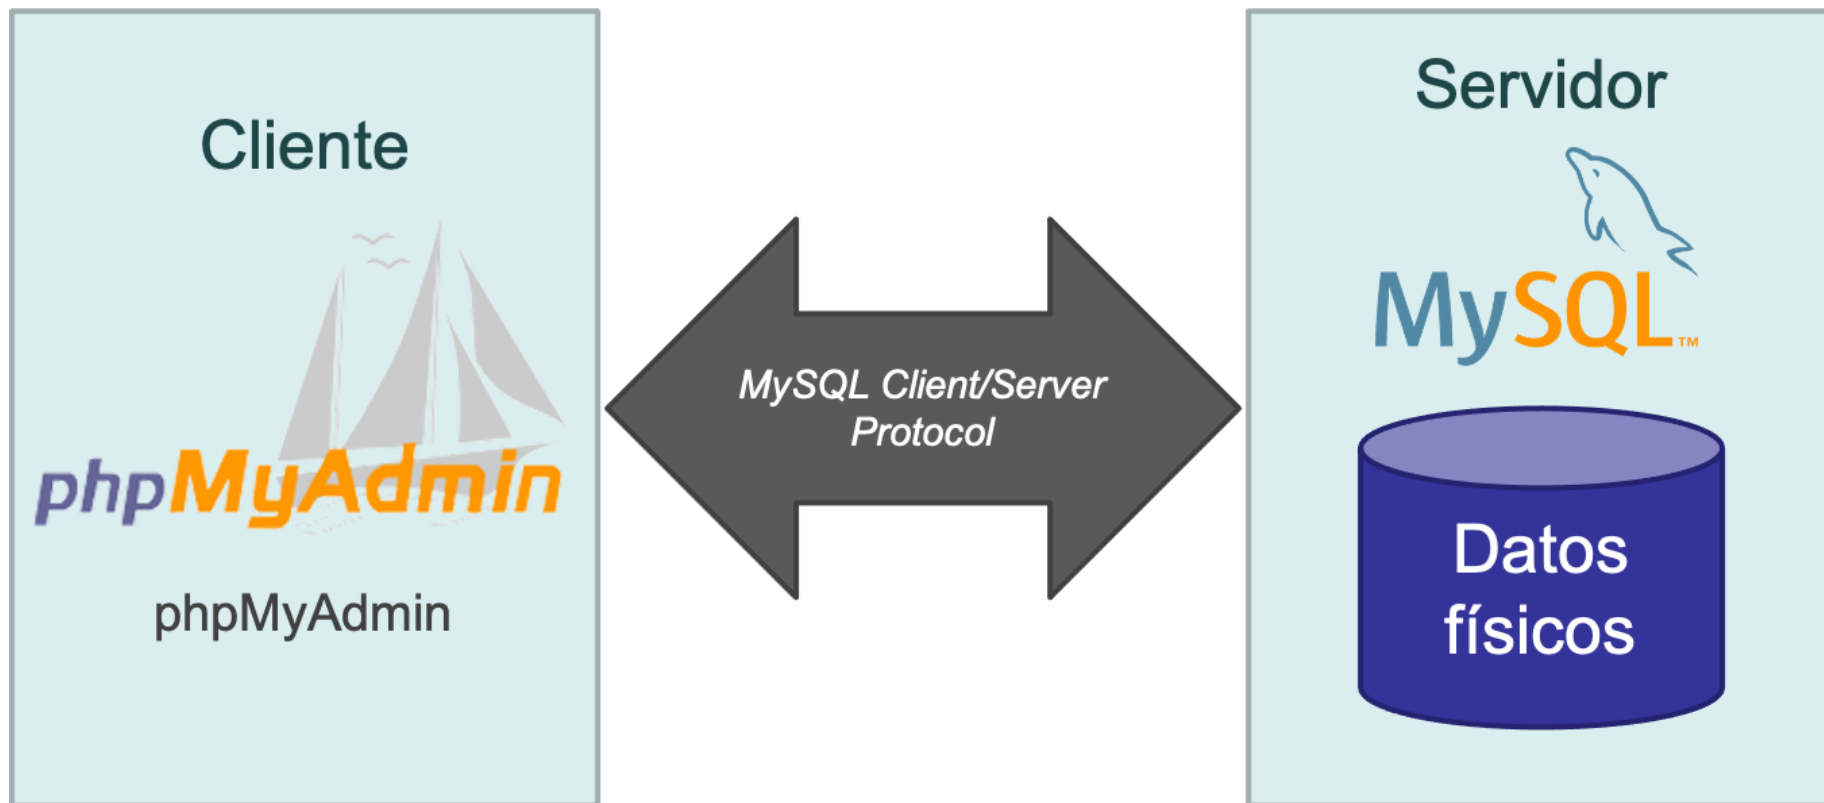 Cliente
phpMyAdmin
phpMyAdmin
MySQL Client/Server
Protocol
Servidor
MySQL™
Datos
físicos